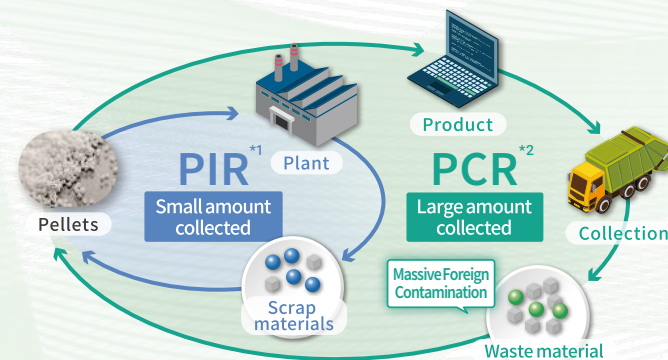 Product
PIR*1
Plant
PCR*2
Small amount
collected
Large amount
collected
Pellets
Collection
Massive Foreign
Contamination
Scrap
materials
Waste material